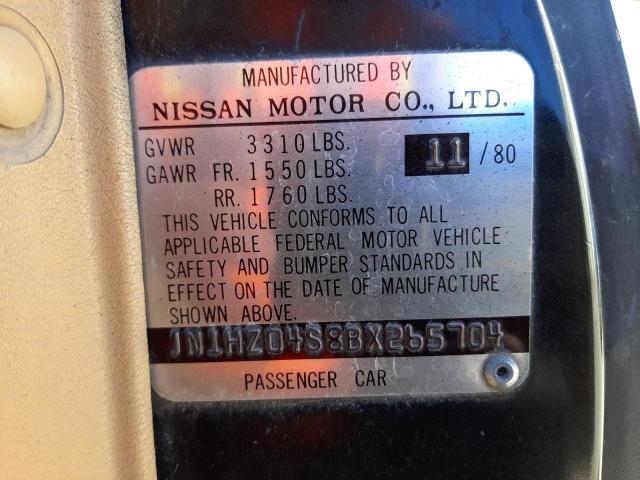 MANUFACTURED BY
NISSAN MOTOR CO., LTD.
GVWR 3310 LBS. 11 / 80
GAWR FR. 1550 LBS.
RR. 1760 LBS.
THIS VEHICLE CONFORMS TO ALL
APPLICABLE FEDERAL MOTOR VEHICLE
SAFETY AND BUMPER STANDARDS IN
EFFECT ON THE DATE OF MANUFACTURE
SHOWN ABOVE.
JN1HZ04S8BX265704
PASSENGER CAR